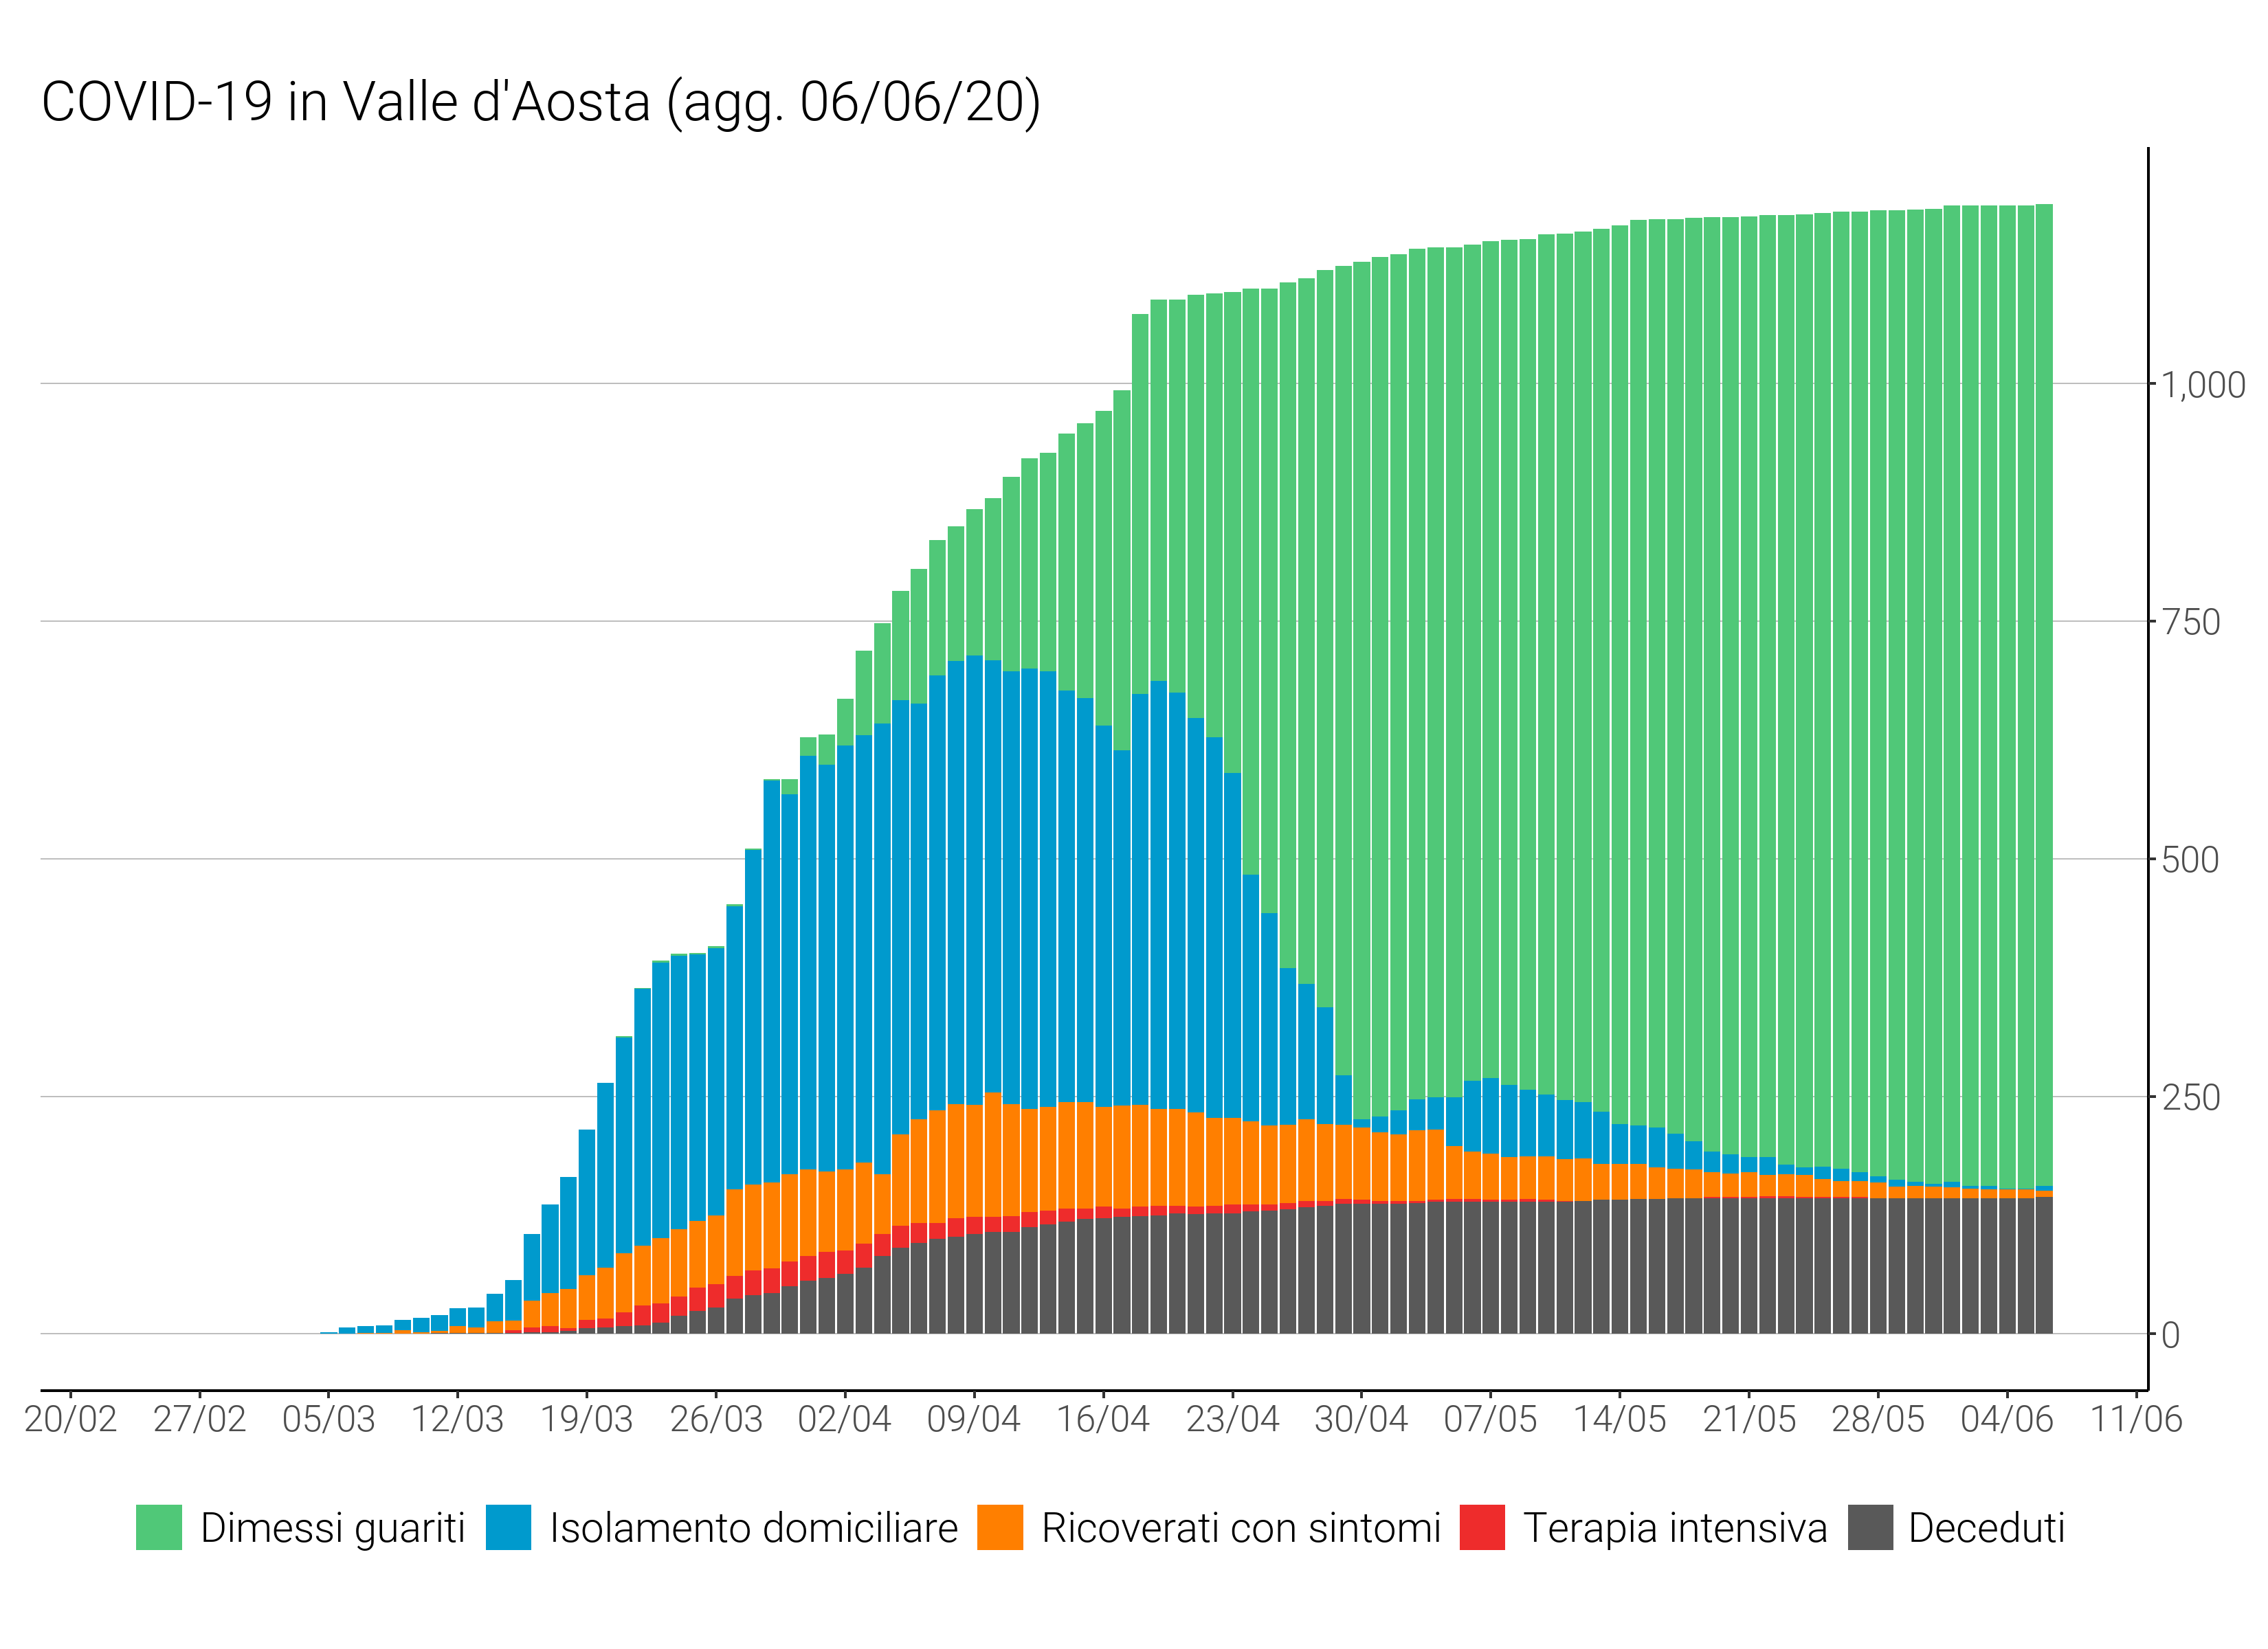 COVID-19 in Valle d'Aosta (agg. 06/06/20)
1,000
750
500
250
0
20/02 27/02 05/03 12/03 19/03 26/03 02/04 09/04 16/04 23/04 30/04 07/05 14/05 21/05 28/05 04/06 11/06
Dimessi guariti Isolamento domiciliare Ricoverati con sintomi Terapia intensiva Deceduti